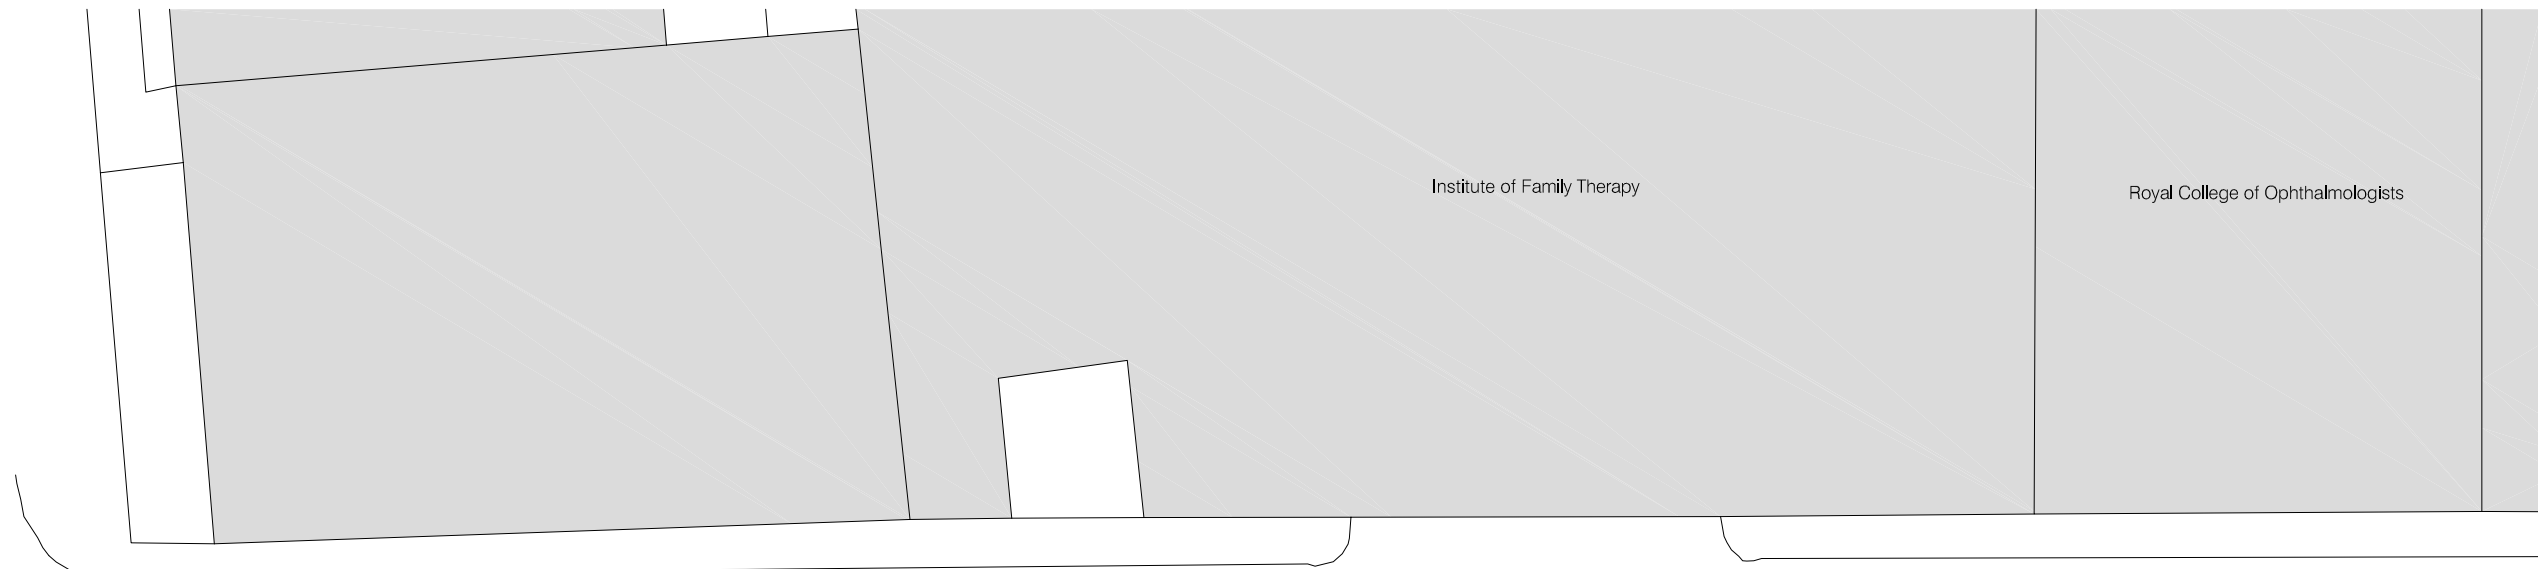 Institute of Family Therapy
Royal College of Ophthalmologists